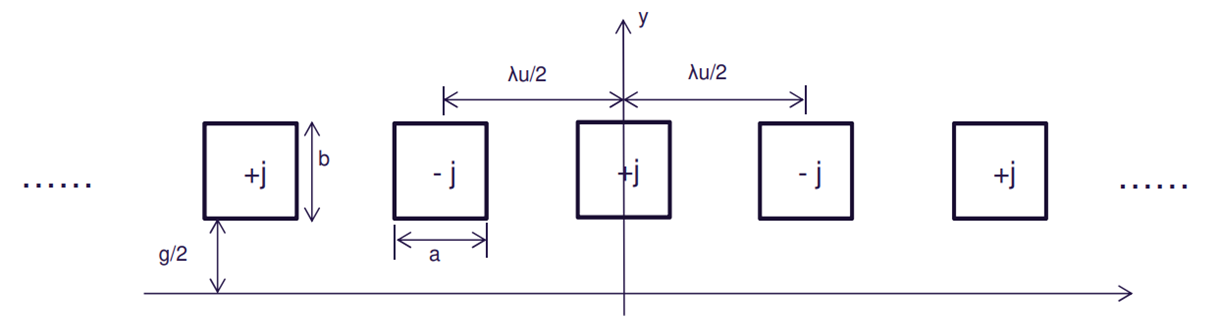 y
λu/2 λu/2
+j b - j +j - j +j
...... ......
g/2 a